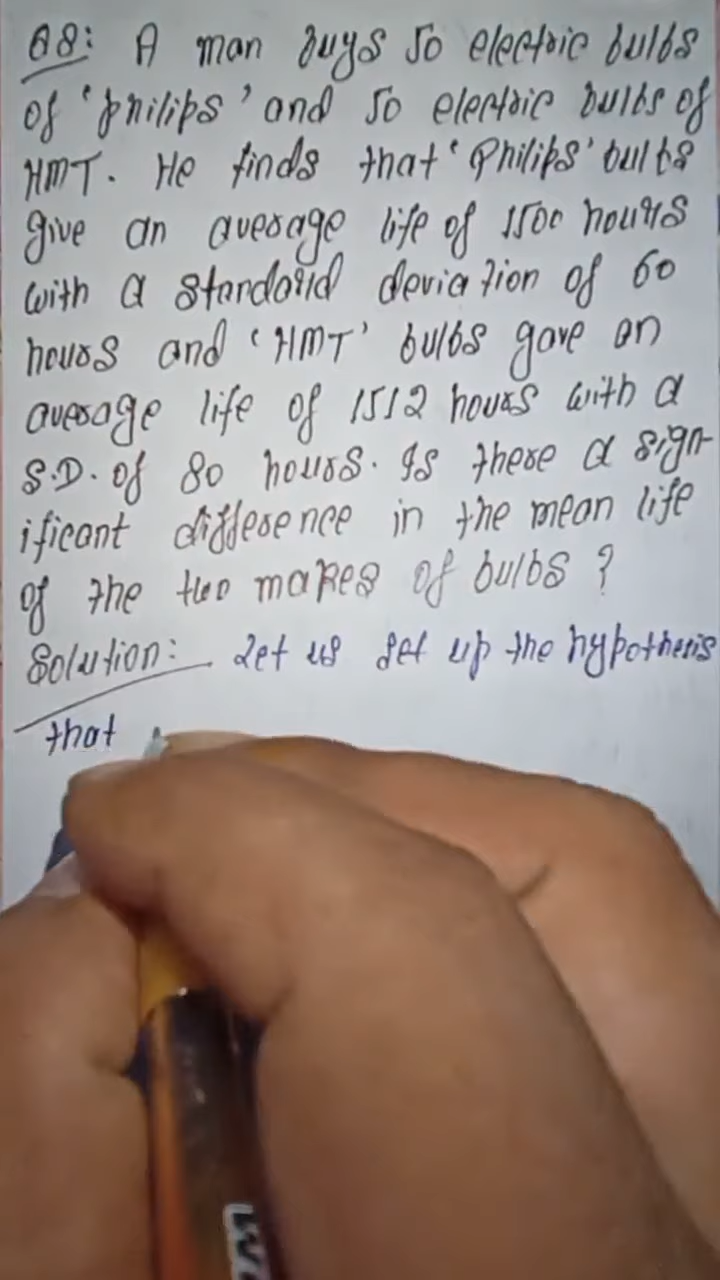 Q8: A man buys 50 electric bulbs
of 'philips' and 50 electric bulbs of
HMT. He finds that 'Philips' bulbs
give an average life of 1500 hours
with a standard deviation of 60
hours and 'HMT' bulbs gave an
average life of 1512 hours with a
S.D. of 80 hours. Is there a sign-
ificant difference in the mean life
of the two makes of bulbs ?
Solution: Let us set up the hypothesis
that